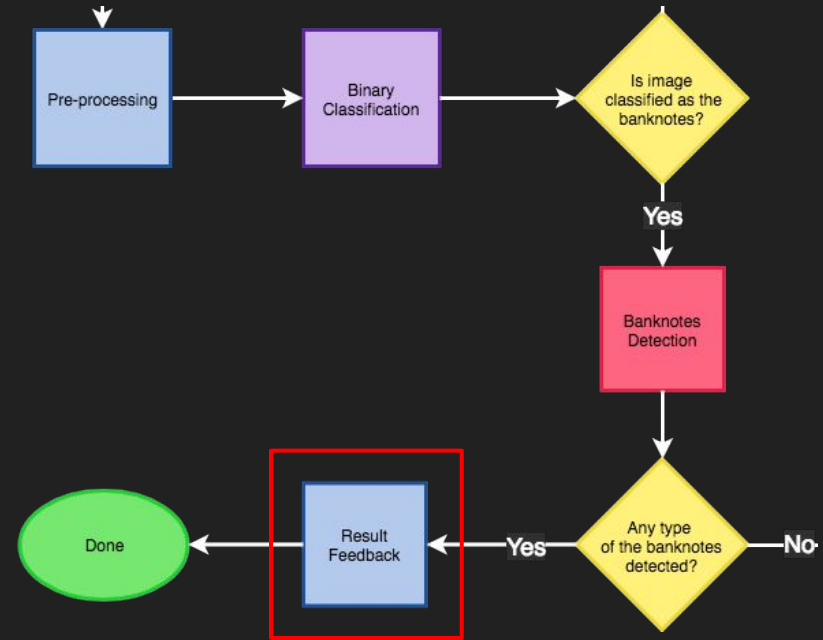 Pre-processing
Binary
Classification
Is image
classified as the
banknotes?
Yes
Banknotes
Detection
Any type
of the banknotes
detected?
No
Yes
Result
Feedback
Done